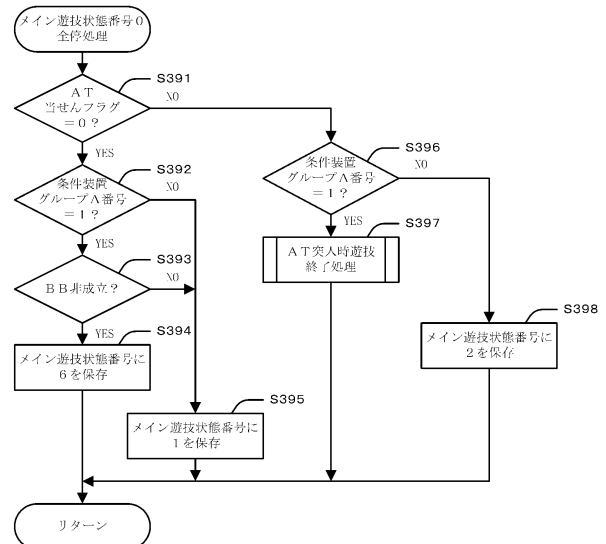 メイン遊技状態番号０
全停処理
S391
ＡＴ
当せんフラグ
＝０？
NO
YES
S392
条件装置
グループＡ番号
＝１？
NO
YES
S393
ＢＢ非成立？
NO
YES
S394
メイン遊技状態番号に
６を保存
S395
メイン遊技状態番号に
１を保存
S396
条件装置
グループＡ番号
＝１？
NO
YES
S397
ＡＴ突入時遊技
終了処理
S398
メイン遊技状態番号に
２を保存
リターン